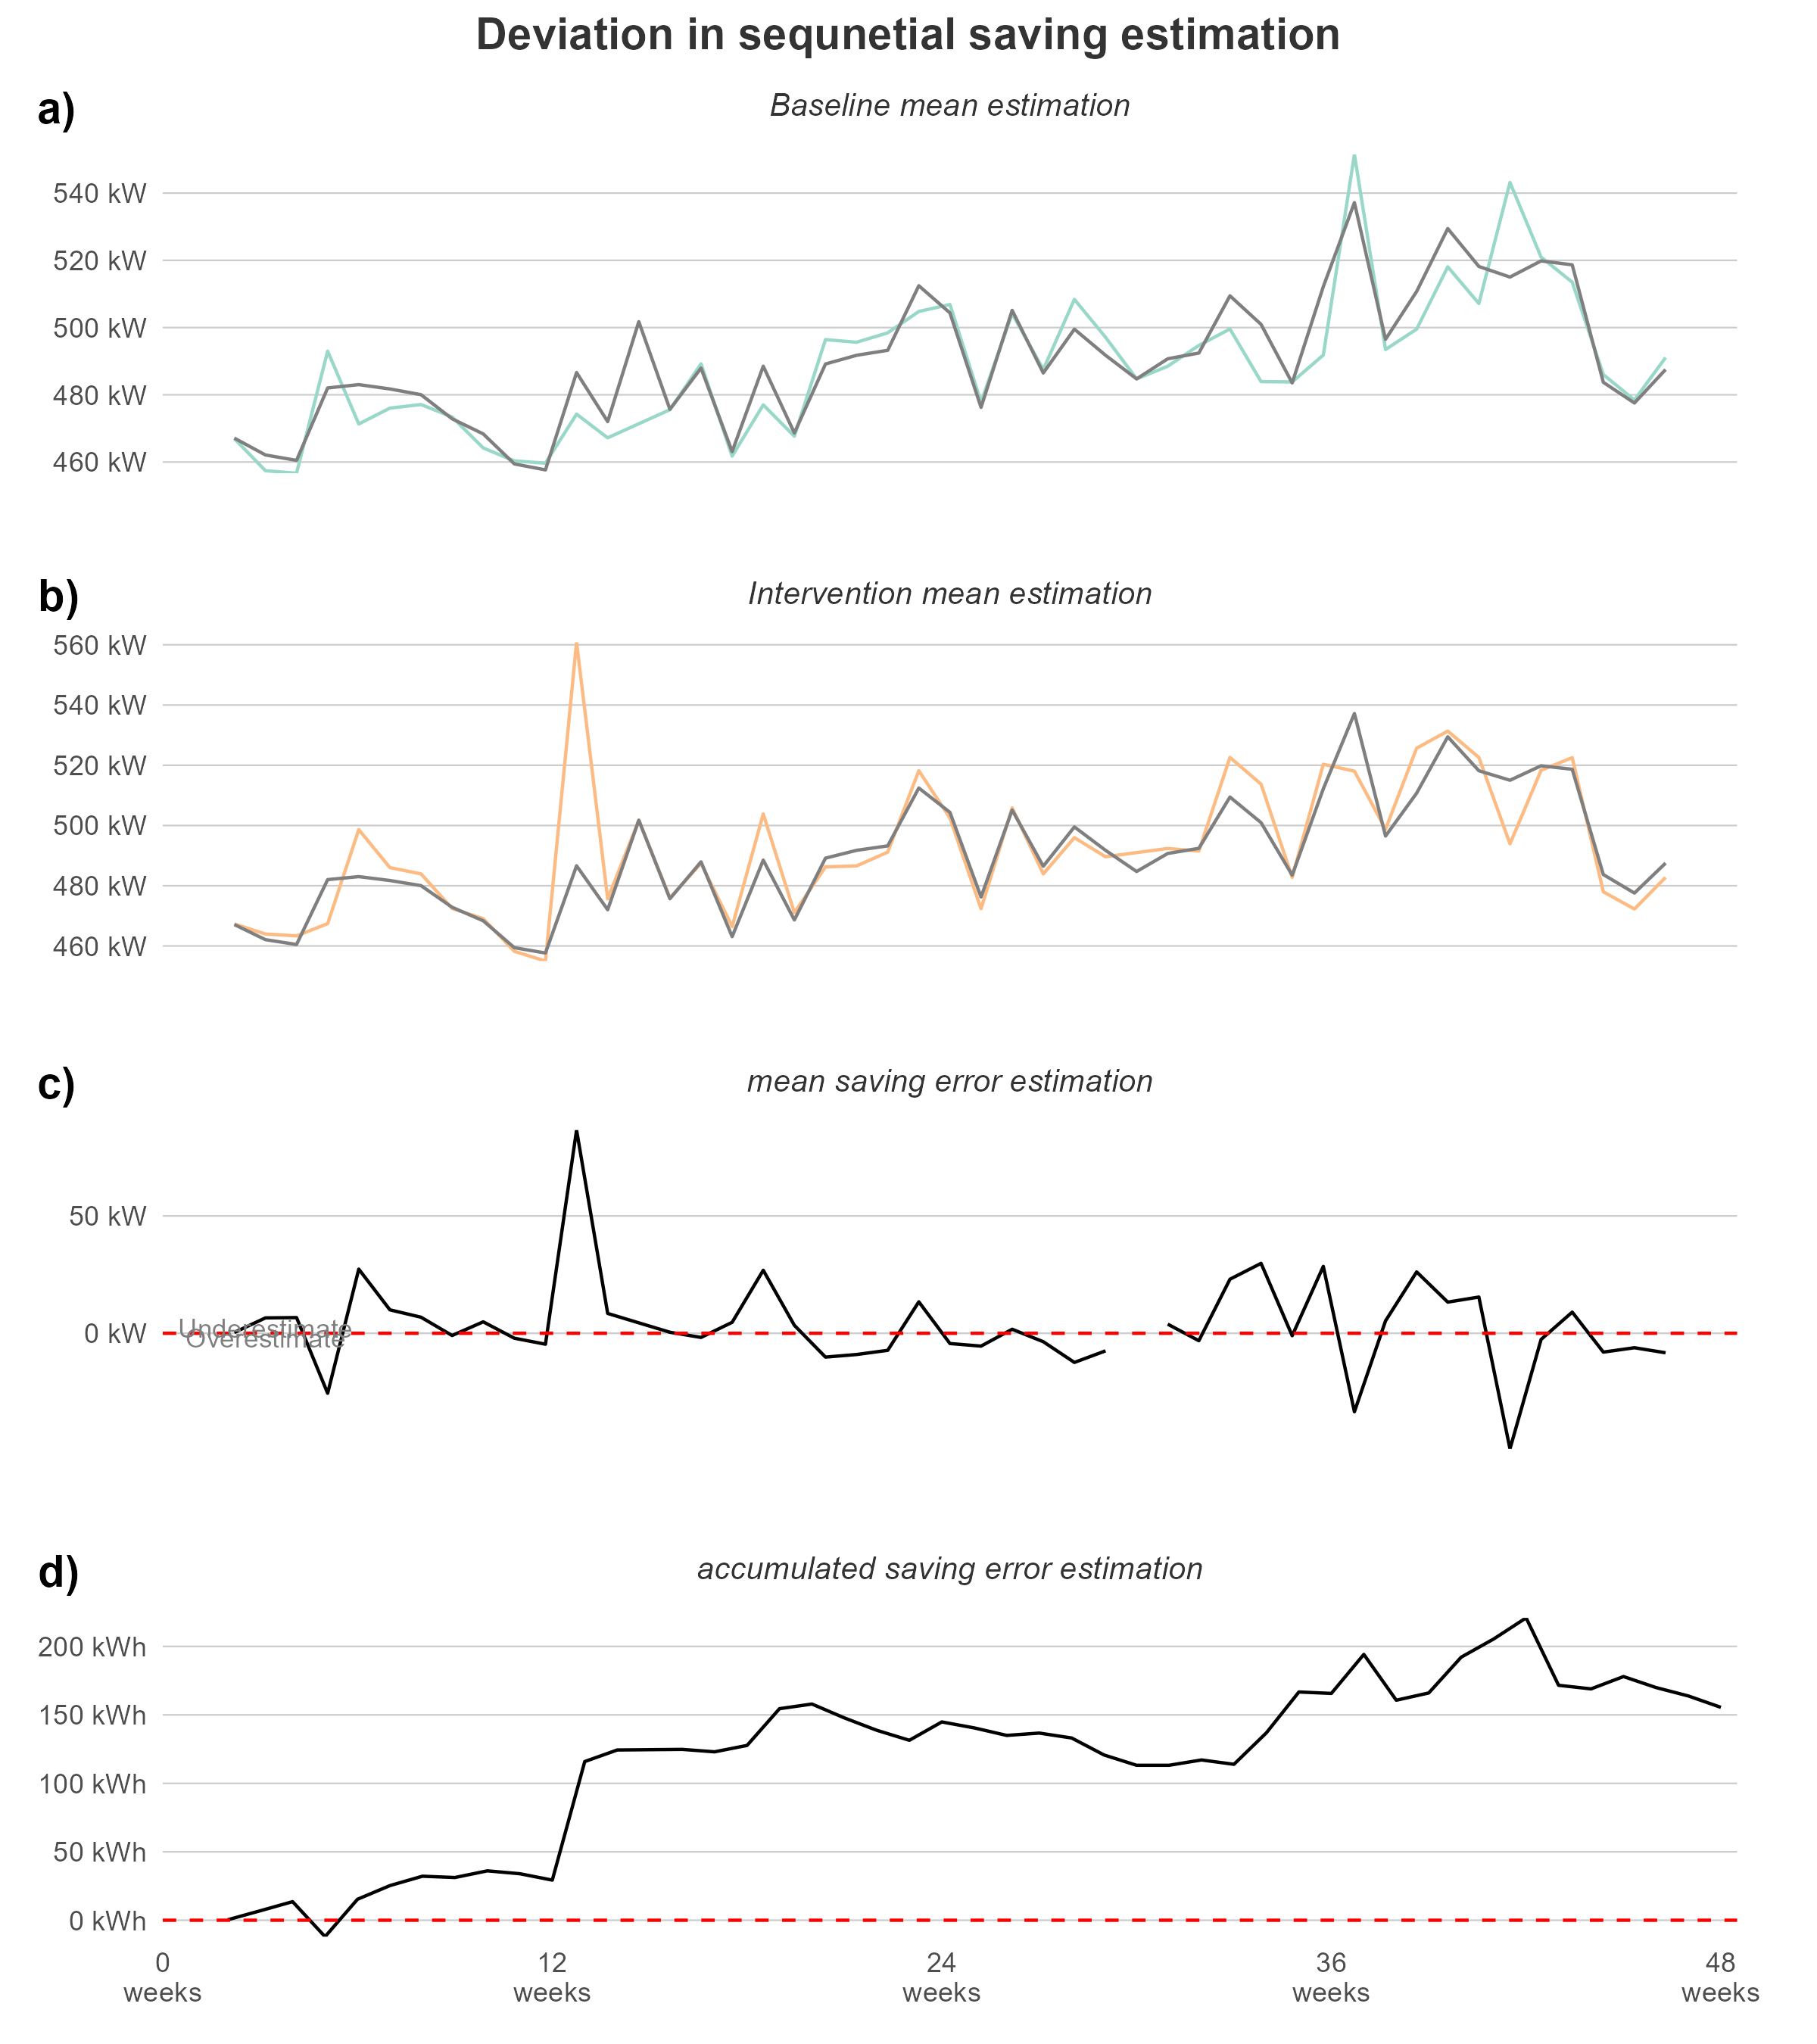 Deviation in sequnetial saving estimation
a)
Baseline mean estimation
540 kW
520 kW
500 kW
480 kW
460 kW
b)
Intervention mean estimation
560 kW
540 kW
520 kW
500 kW
480 kW
460 kW
c)
mean saving error estimation
50 kW
0 kW
Underestimate
Overestimate
d)
accumulated saving error estimation
200 kWh
150 kWh
100 kWh
50 kWh
0 kWh
0 12 24 36 48
weeks weeks weeks weeks weeks